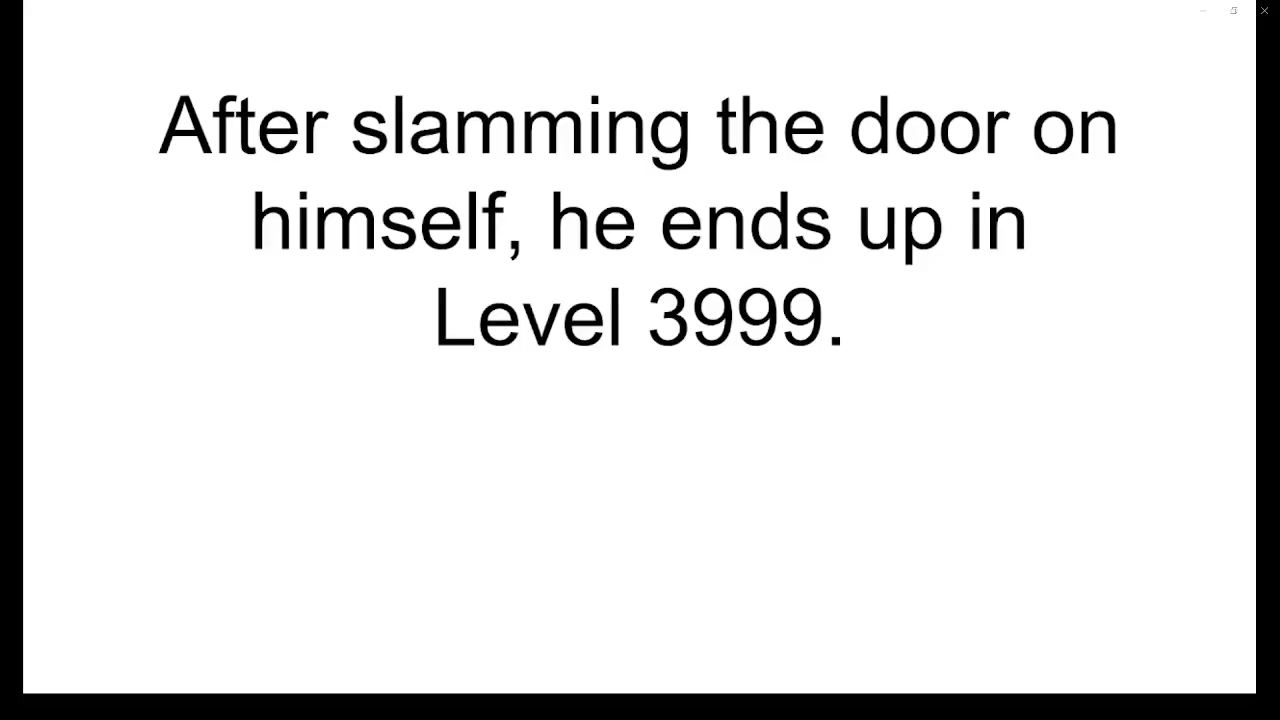 After slamming the door on
himself, he ends up in
Level 3999.